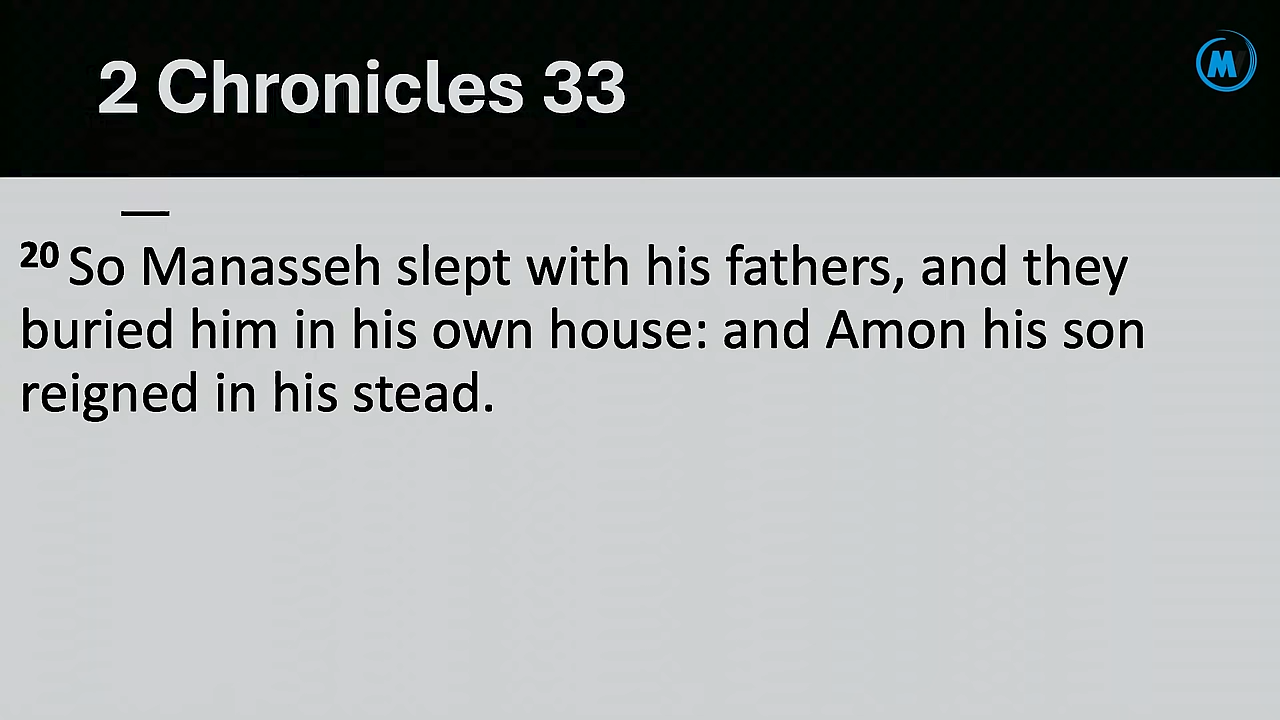 2 Chronicles 33
M
20 So Manasseh slept with his fathers, and they
buried him in his own house: and Amon his son
reigned in his stead.